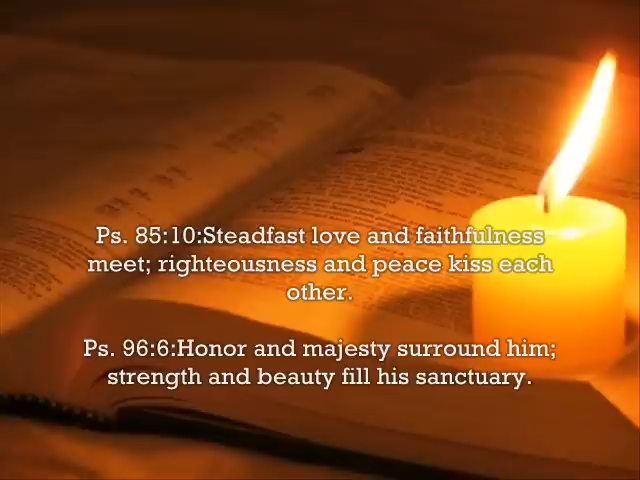 Ps. 85:10:Steadfast love and faithfulness
meet; righteousness and peace kiss each
other.
Ps. 96:6:Honor and majesty surround him;
strength and beauty fill his sanctuary.